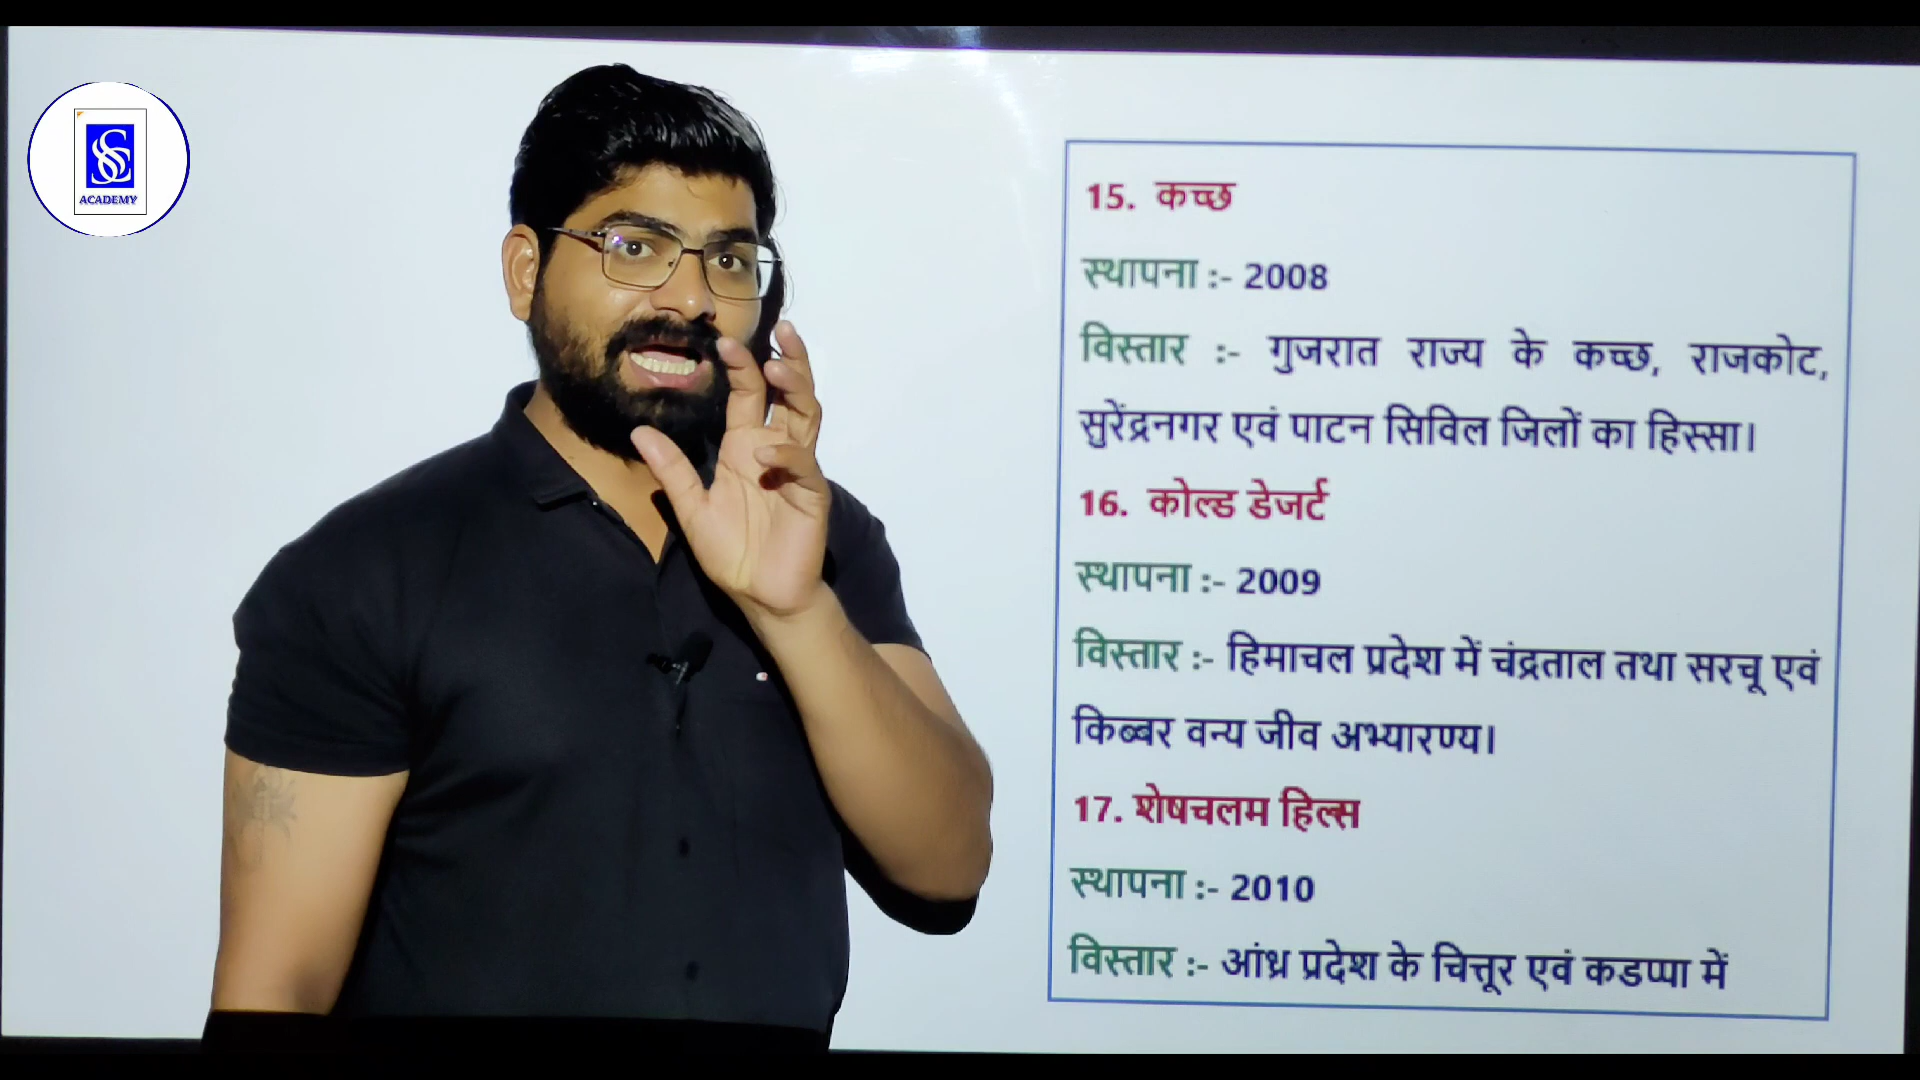 SSC
ACADEMY
15. कच्छ
स्थापना :- 2008
विस्तार :- गुजरात राज्य के कच्छ, राजकोट,
सुरेंद्रनगर एवं पाटन सिविल जिलों का हिस्सा।
16. कोल्ड डेजर्ट
स्थापना :- 2009
विस्तार :- हिमाचल प्रदेश में चंद्रताल तथा सरचू एवं
किब्बर वन्य जीव अभ्यारण्य।
17. शेषचलम हिल्स
स्थापना :- 2010
विस्तार :- आंध्र प्रदेश के चित्तूर एवं कडप्पा में